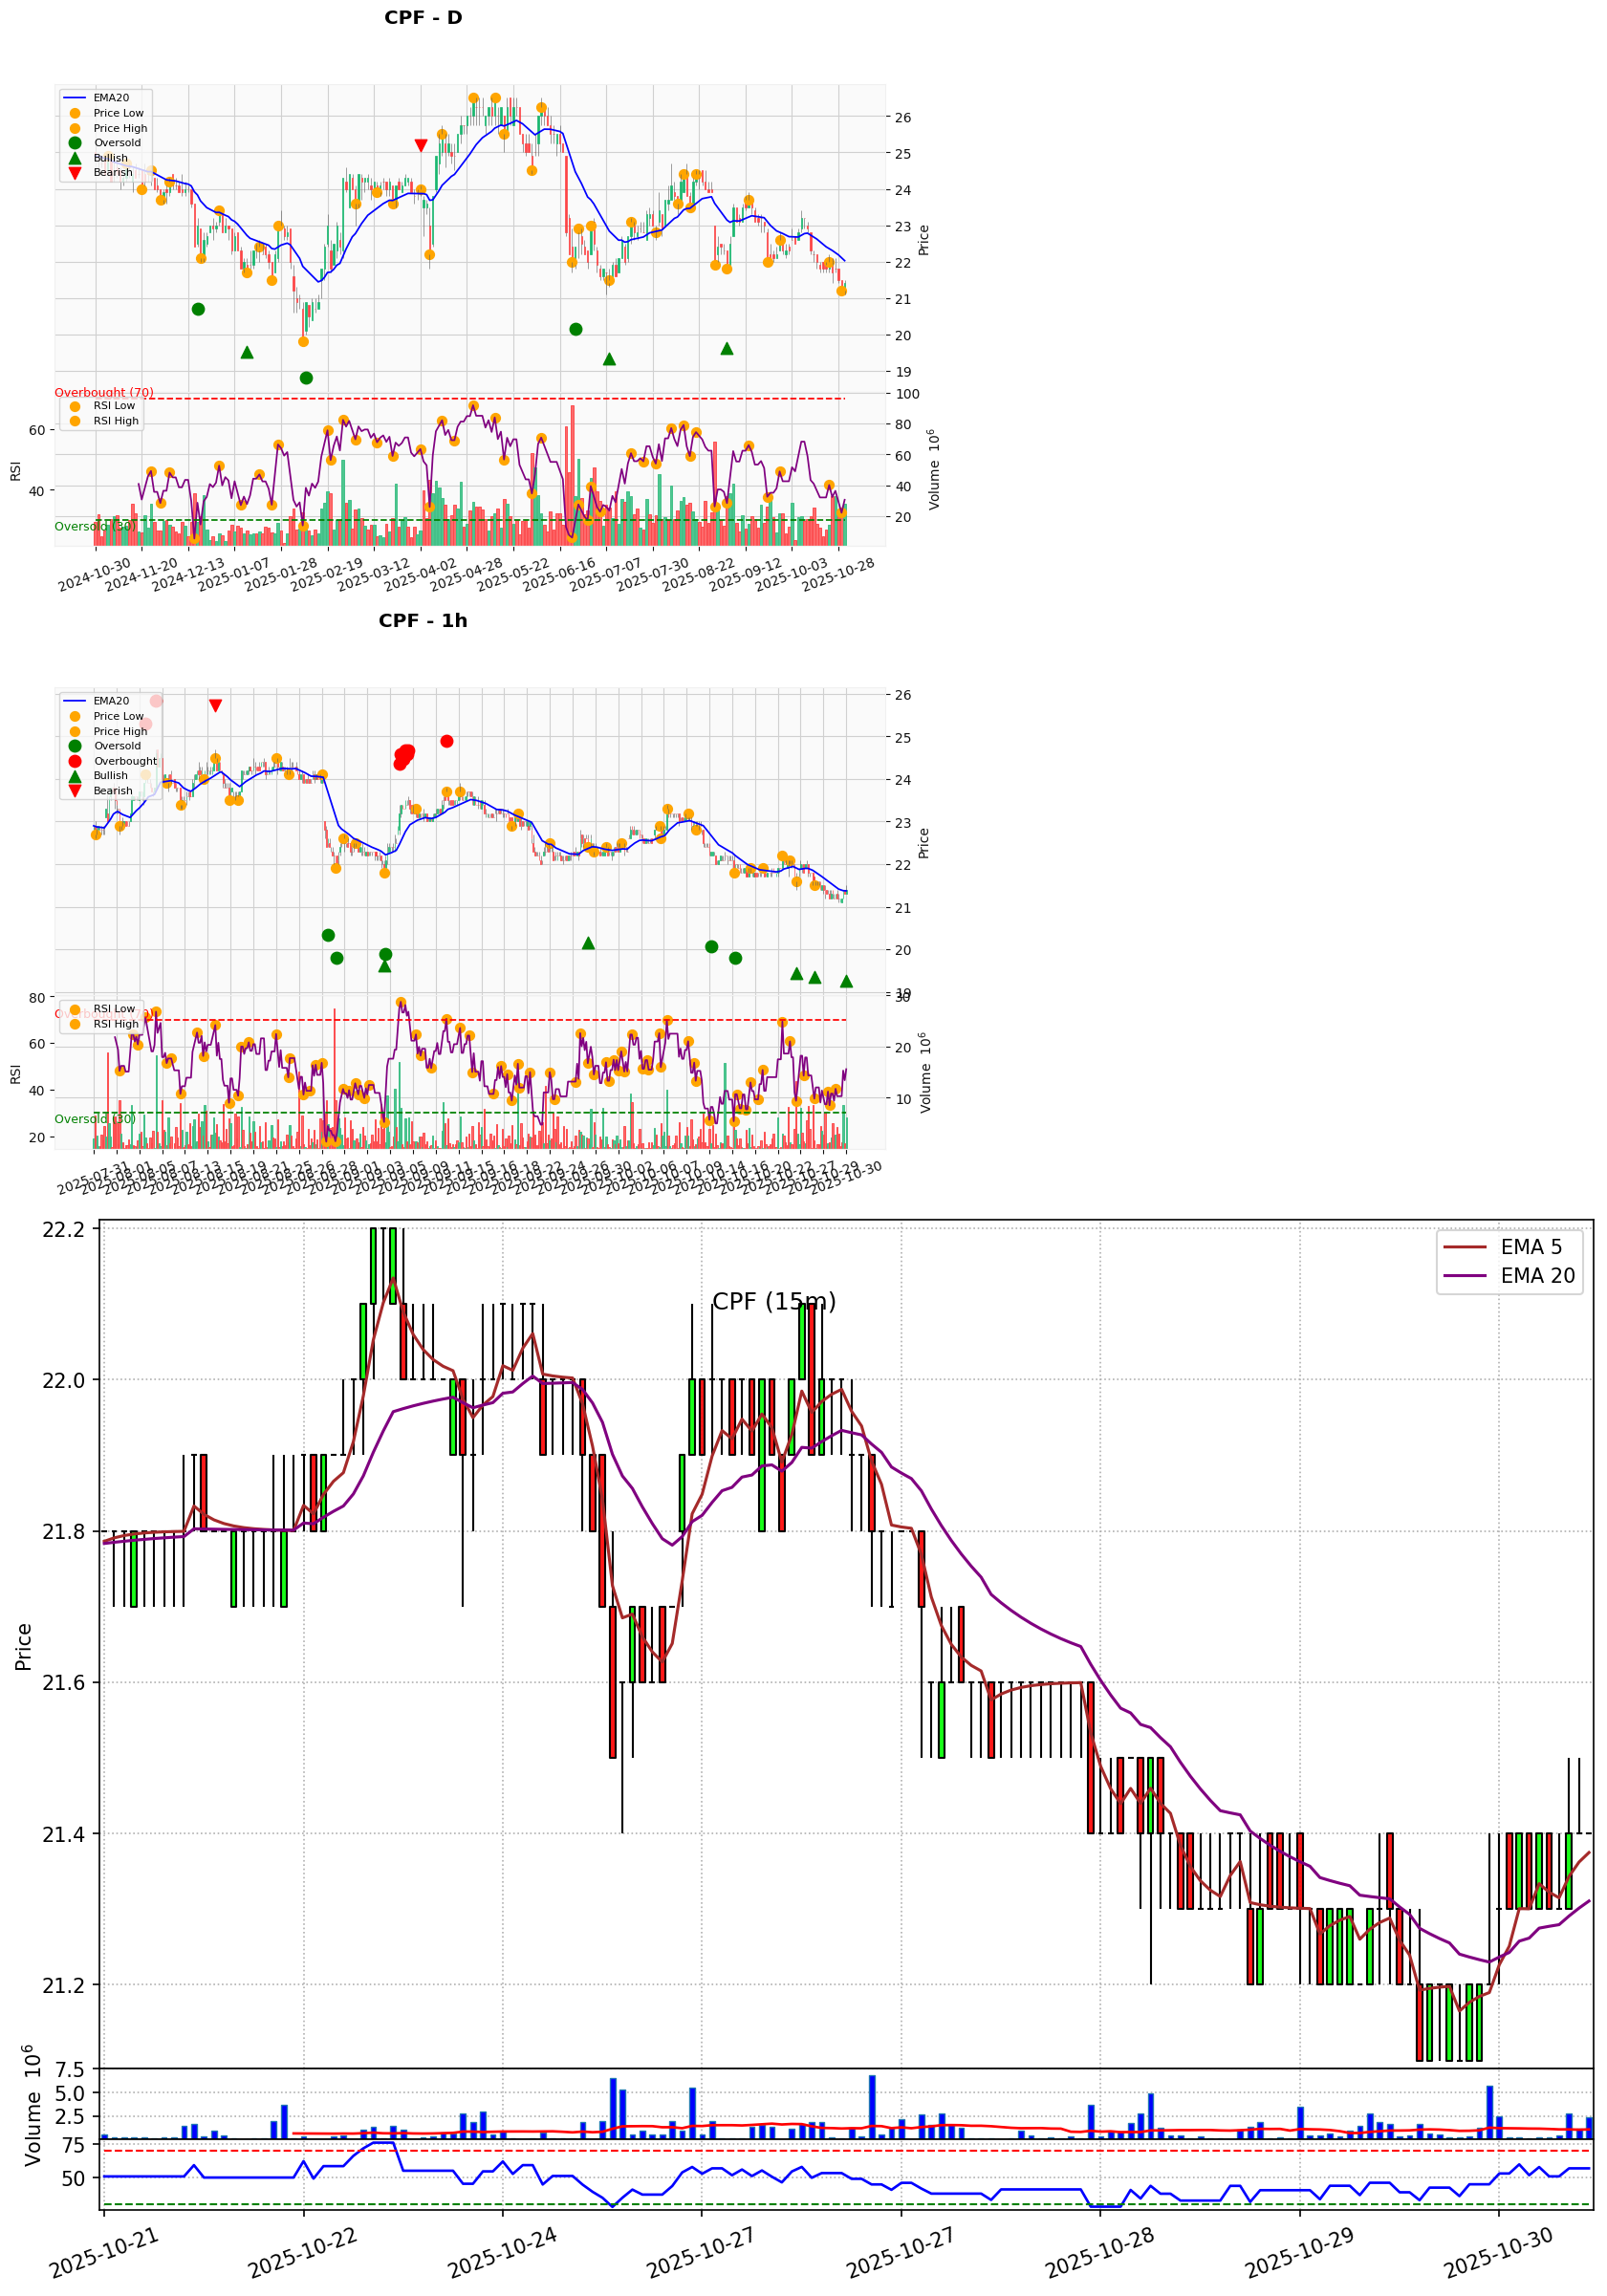 CPF - D
EMA20
Price Low
Price High
Oversold
Bullish
Bearish
26
25
24
23
22
21
20
19
Price
Overbought (70)
RSI Low
RSI High
60
40
RSI
Oversold (30)
100
80
60
40
20
Volume 10^6
2024-10-30
2024-11-20
2024-12-13
2025-01-07
2025-01-28
2025-02-19
2025-03-12
2025-04-02
2025-04-28
2025-05-22
2025-06-16
2025-07-07
2025-07-30
2025-08-22
2025-09-12
2025-10-03
2025-10-28
CPF - 1h
EMA20
Price Low
Price High
Oversold
Overbought
Bullish
Bearish
26
25
24
23
22
21
20
19
Price
RSI Low
RSI High
80
60
40
20
RSI
Oversold (30)
30
20
10
Volume 10^6
2025-07-31
2025-10-30
CPF (15m)
EMA 5
EMA 20
22.2
22.0
21.8
21.6
21.4
21.2
Price
7.5
5.0
2.5
Volume 10^6
75
50
2025-10-21
2025-10-22
2025-10-24
2025-10-27
2025-10-27
2025-10-28
2025-10-29
2025-10-30